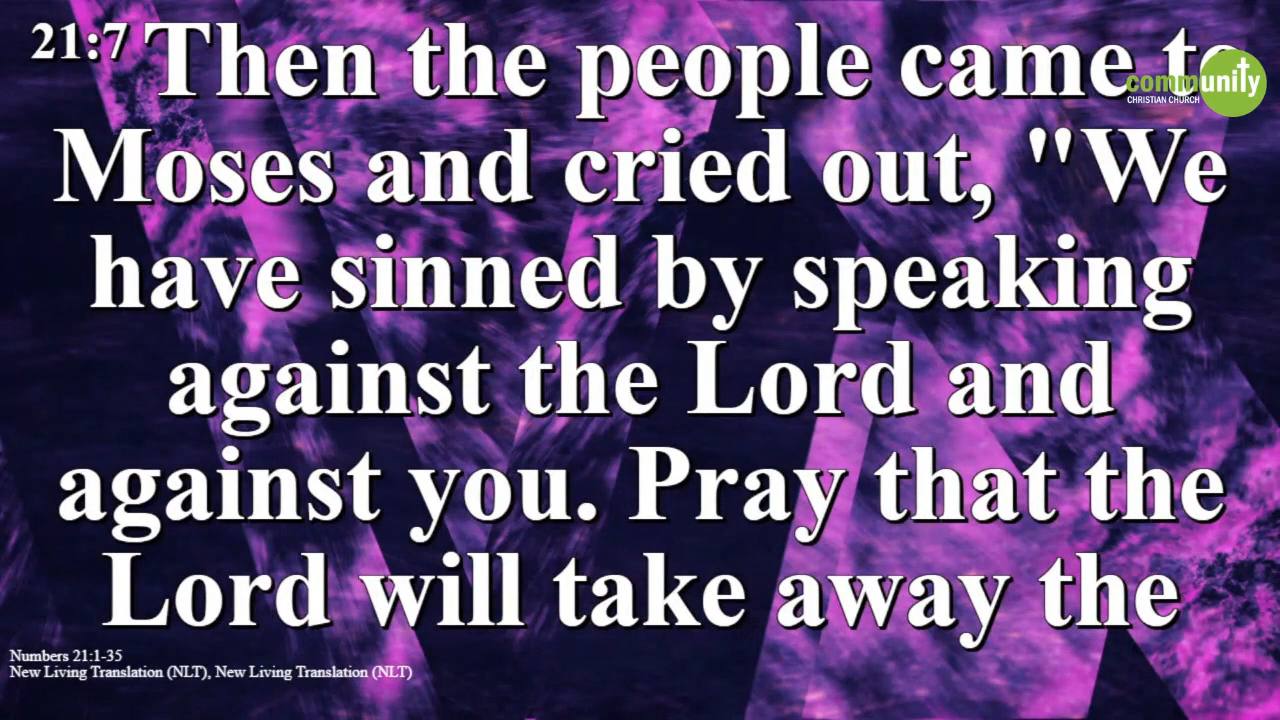 21:7 Then the people came to
community
CHRISTIAN CHURCH
Moses and cried out, "We
have sinned by speaking
against the Lord and
against you. Pray that the
Lord will take away the
Numbers 21:1-35
New Living Translation (NLT), New Living Translation (NLT)